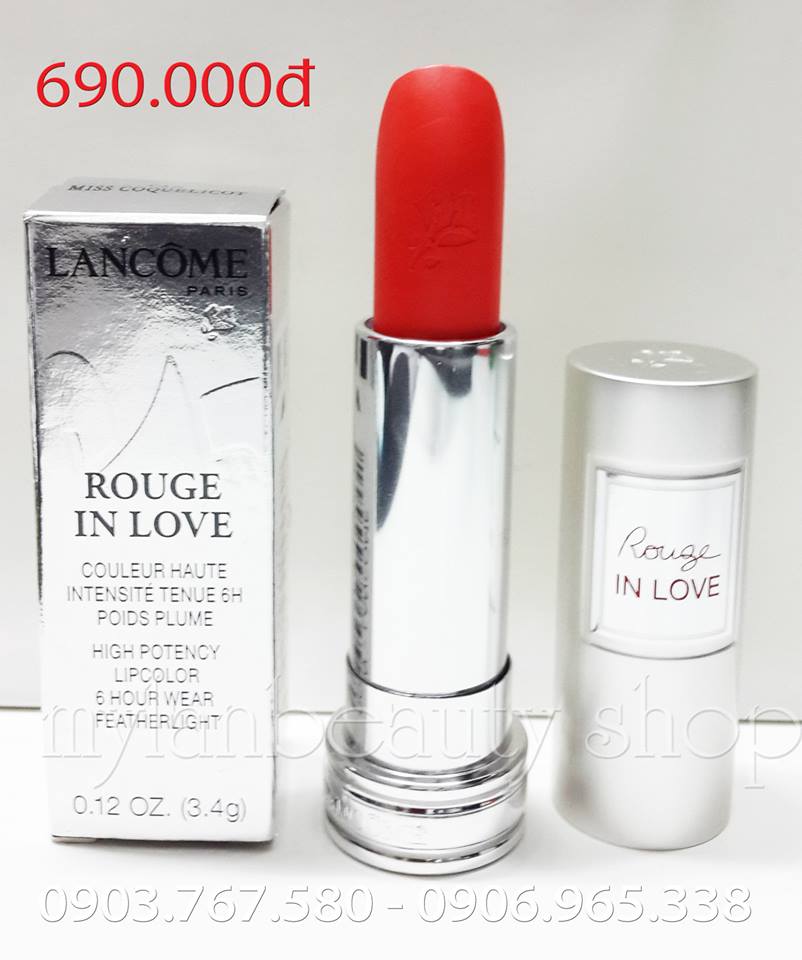 690.000đ
MISS COQUELICOT
LANCÔME
PARIS
ROUGE
IN LOVE
COULEUR HAUTE
INTENSITÉ TENUE 6H
POIDS PLUME
HIGH POTENCY
LIPCOLOR
6 HOUR WEAR
FEATHERLIGHT
0.12 OZ. (3.4g)
Rouge
IN LOVE
mylanbeauty shop
0903.767.580 - 0906.965.338